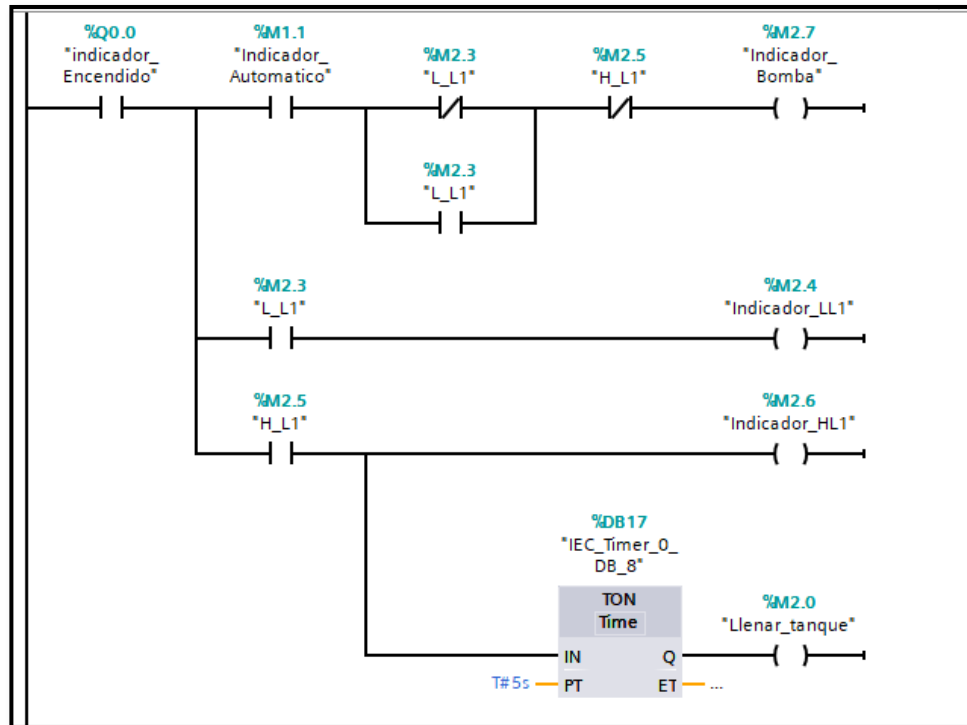 %Q0.0
"indicador_
Encendido"
%M1.1
"Indicador_
Automatico"
%M2.3
"L_L1"
%M2.5
"H_L1"
%M2.7
"Indicador_
Bomba"
%M2.3
"L_L1"
%M2.3
"L_L1"
%M2.4
"Indicador_LL1"
%M2.5
"H_L1"
%M2.6
"Indicador_HL1"
%DB17
"IEC_Timer_0_
DB_8"
TON
Time
%M2.0
"Llenar_tanque"
IN
Q
T#5s
PT
ET
...